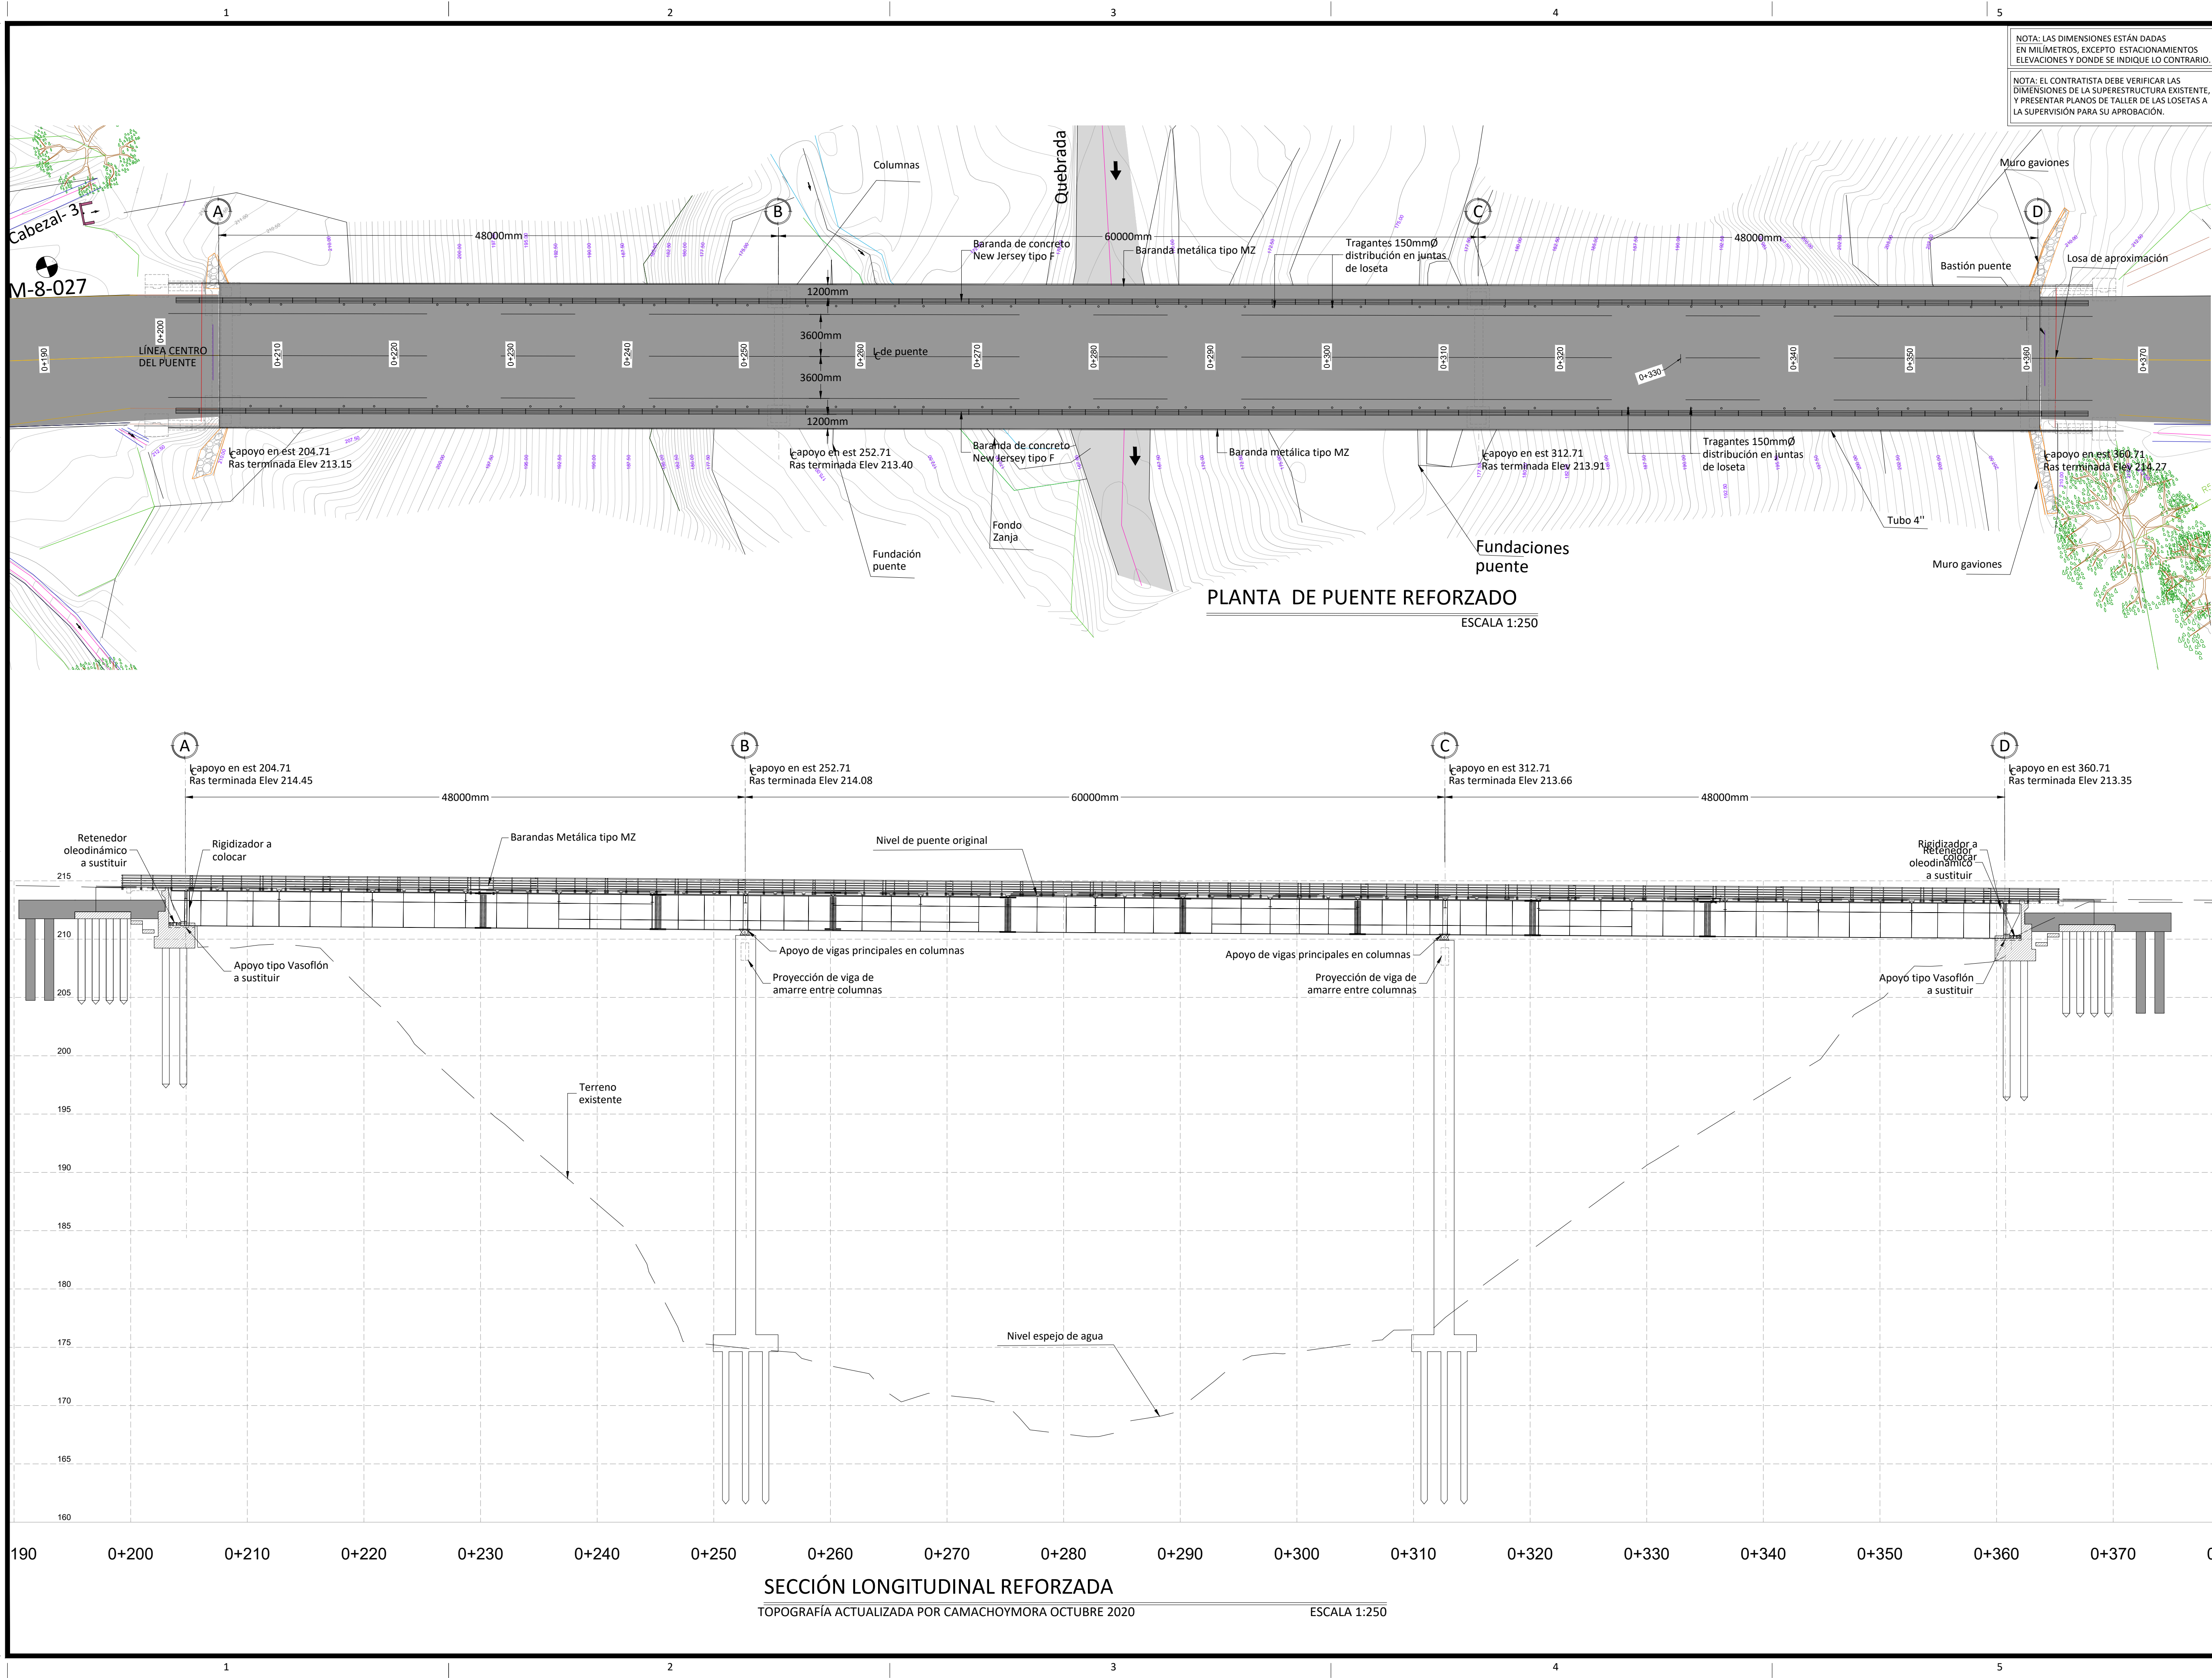 1 2 3 4 5
NOTA: LAS DIMENSIONES ESTÁN DADAS
EN MILÍMETROS, EXCEPTO ESTACIONAMIENTOS
ELEVACIONES Y DONDE SE INDIQUE LO CONTRARIO.
NOTA: EL CONTRATISTA DEBE VERIFICAR LAS
DIMENSIONES DE LA SUPERESTRUCTURA EXISTENTE,
Y PRESENTAR PLANOS DE TALLER DE LAS LOSETAS A
LA SUPERVISIÓN PARA SU APROBACIÓN.
Cabezal- 3
M-8-027
Columnas
Quebrada
Muro gaviones
A
B
C
D
48000mm
60000mm
48000mm
Baranda de concreto
New Jersey tipo F
Baranda metálica tipo MZ
Tragantes 150mmØ
distribución en juntas
de loseta
Bastión puente
Losa de aproximación
1200mm
3600mm
3600mm
1200mm
LÍNEA CENTRO
DEL PUENTE
℄ de puente
0+190
0+200
0+210
0+220
0+230
0+240
0+250
0+260
0+270
0+280
0+290
0+300
0+310
0+320
0+330
0+340
0+350
0+360
0+370
℄ apoyo en est 204.71
Ras terminada Elev 213.15
℄ apoyo en est 252.71
Ras terminada Elev 213.40
Baranda de concreto
New Jersey tipo F
Baranda metálica tipo MZ
℄ apoyo en est 312.71
Ras terminada Elev 213.91
Tragantes 150mmØ
distribución en juntas
de loseta
℄ apoyo en est 360.71
Ras terminada Elev 214.27
Fundación
puente
Fondo
Zanja
Fundaciones
puente
Tubo 4''
Muro gaviones
PLANTA DE PUENTE REFORZADO
ESCALA 1:250
A
B
C
D
℄ apoyo en est 204.71
Ras terminada Elev 214.45
℄ apoyo en est 252.71
Ras terminada Elev 214.08
℄ apoyo en est 312.71
Ras terminada Elev 213.66
℄ apoyo en est 360.71
Ras terminada Elev 213.35
48000mm
60000mm
48000mm
Retenedor
oleodinámico
a sustituir
Rigidizador a
colocar
Barandas Metálica tipo MZ
Nivel de puente original
Rigidizador a
colocar
Retenedor
oleodinámico
a sustituir
Apoyo tipo Vasoflón
a sustituir
Apoyo de vigas principales en columnas
Proyección de viga de
amarre entre columnas
Apoyo de vigas principales en columnas
Proyección de viga de
amarre entre columnas
Apoyo tipo Vasoflón
a sustituir
Terreno
existente
Nivel espejo de agua
215
210
205
200
195
190
185
180
175
170
165
160
190 0+200 0+210 0+220 0+230 0+240 0+250 0+260 0+270 0+280 0+290 0+300 0+310 0+320 0+330 0+340 0+350 0+360 0+370
SECCIÓN LONGITUDINAL REFORZADA
TOPOGRAFÍA ACTUALIZADA POR CAMACHOYMORA OCTUBRE 2020 ESCALA 1:250
1 2 3 4 5